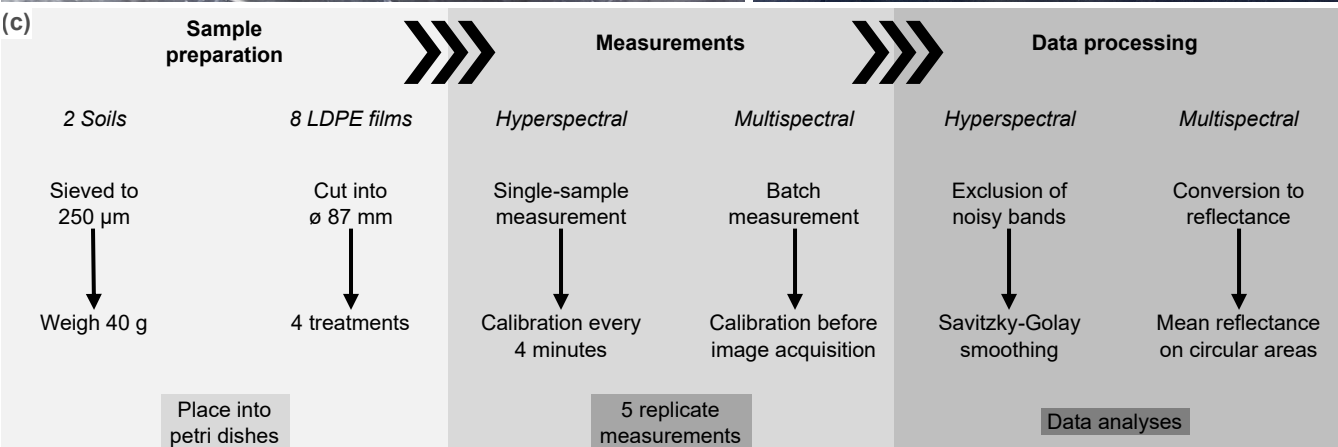 (c)
Sample
preparation
Measurements
Data processing
2 Soils
8 LDPE films
Hyperspectral
Multispectral
Hyperspectral
Multispectral
Sieved to
250 µm
Cut into
ø 87 mm
Single-sample
measurement
Batch
measurement
Exclusion of
noisy bands
Conversion to
reflectance
Weigh 40 g
4 treatments
Calibration every
4 minutes
Calibration before
image acquisition
Savitzky-Golay
smoothing
Mean reflectance
on circular areas
Place into
petri dishes
5 replicate
measurements
Data analyses